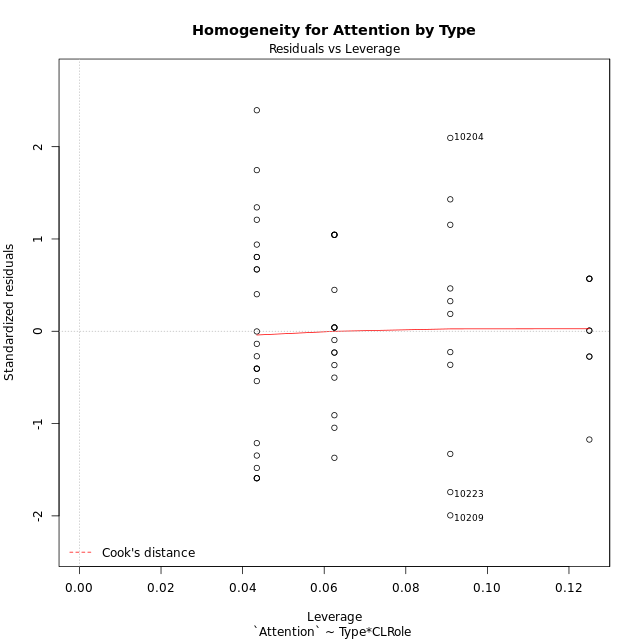 Homogeneity for Attention by Type
Residuals vs Leverage
Standardized residuals
2
1
0
-1
-2
10204
10223
10209
Cook's distance
0.00 0.02 0.04 0.06 0.08 0.10 0.12
Leverage
`Attention` ~ Type*CLRole